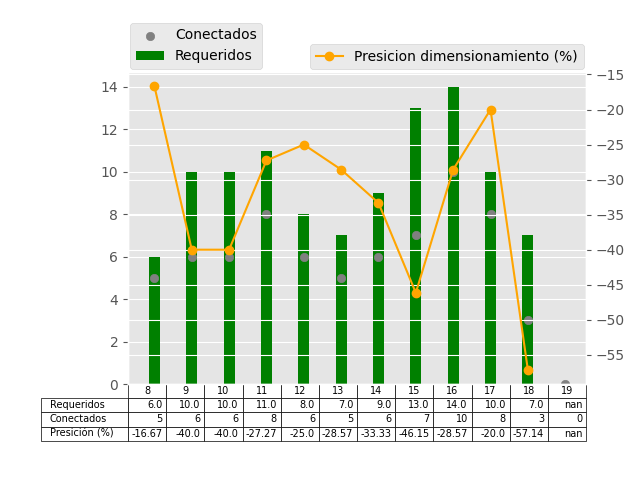 Conectados
Requeridos
Presicion dimensionamiento (%)
14
12
10
8
6
4
2
0
−15
−20
−25
−30
−35
−40
−45
−50
−55
8 9 10 11 12 13 14 15 16 17 18 19
Requeridos 6.0 10.0 10.0 11.0 8.0 7.0 9.0 13.0 14.0 10.0 7.0 nan
Conectados 5 6 6 8 6 5 6 7 10 8 3 0
Presición (%) -16.67 -40.0 -40.0 -27.27 -25.0 -28.57 -33.33 -46.15 -28.57 -20.0 -57.14 nan